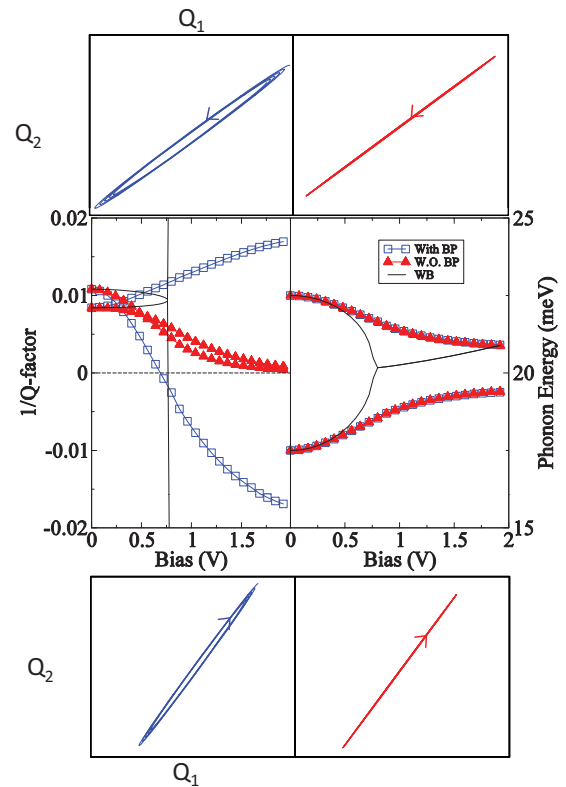 Q1
Q2
0.02
0.01
0
-0.01
-0.02
1/Q-factor
0 0.5 1 1.5
Bias (V)
With BP
W.O. BP
WB
25
20
15
Phonon Energy (meV)
0 0.5 1 1.5 2
Bias (V)
Q2
Q1